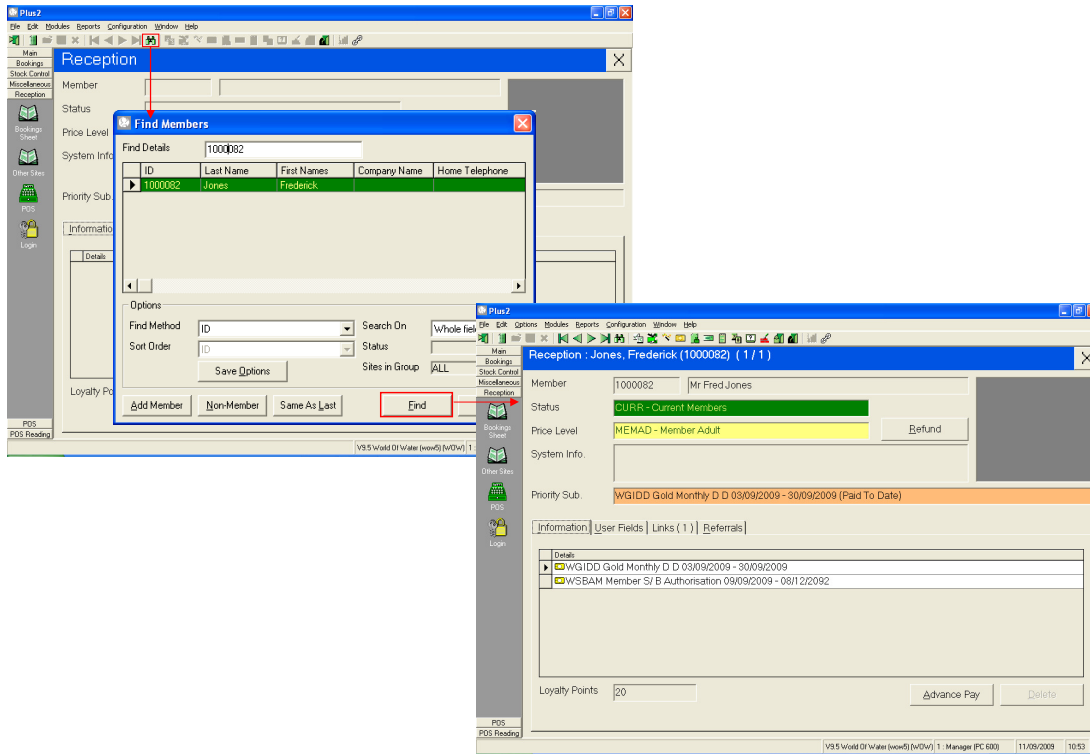 Plus2
File Edit Modules Reports Configuration Window Help
Main
Bookings
Stock Control
Miscellaneous
Reception
Bookings Sheet
Other Sites
POS
Login
POS
POS Reading
Reception
Member
Status
Price Level
System Info
Priority Sub.
Informatio
Details
Loyalty Po
V9.5 World Of Water (wow5) (WOW) 1 :
Find Members
Find Details 1000082
ID Last Name First Names Company Name Home Telephone
1000082 Jones Frederick
Options
Find Method ID Search On Whole fiel
Sort Order ID Status
Save Options Sites in Group ALL
Add Member Non-Member Same As Last Find
Plus2
File Edit Options Modules Reports Configuration Window Help
Main
Bookings
Stock Control
Miscellaneous
Reception
Bookings Sheet
Other Sites
POS
Login
POS
POS Reading
Reception : Jones, Frederick (1000082) ( 1 / 1 )
Member 1000082 Mr Fred Jones
Status CURR - Current Members
Price Level MEMAD - Member Adult Refund
System Info.
Priority Sub. WGIDD Gold Monthly D D 03/09/2009 - 30/09/2009 (Paid To Date)
Information User Fields Links ( 1 ) Referrals
Details
WGIDD Gold Monthly D D 03/09/2009 - 30/09/2009
WSBAM Member S/ B Authorisation 09/09/2009 - 08/12/2092
Loyalty Points 20 Advance Pay Delete
V9.5 World Of Water (wow5) (WOW) 1 : Manager (PC 600) 11/09/2009 10:53